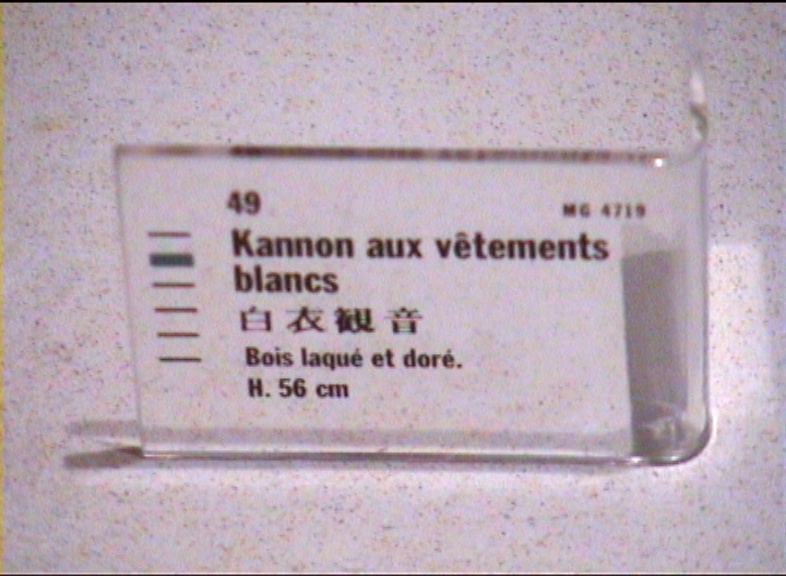 49 MG 4719
Kannon aux vêtements
blancs
白衣観音
Bois laqué et doré.
H. 56 cm